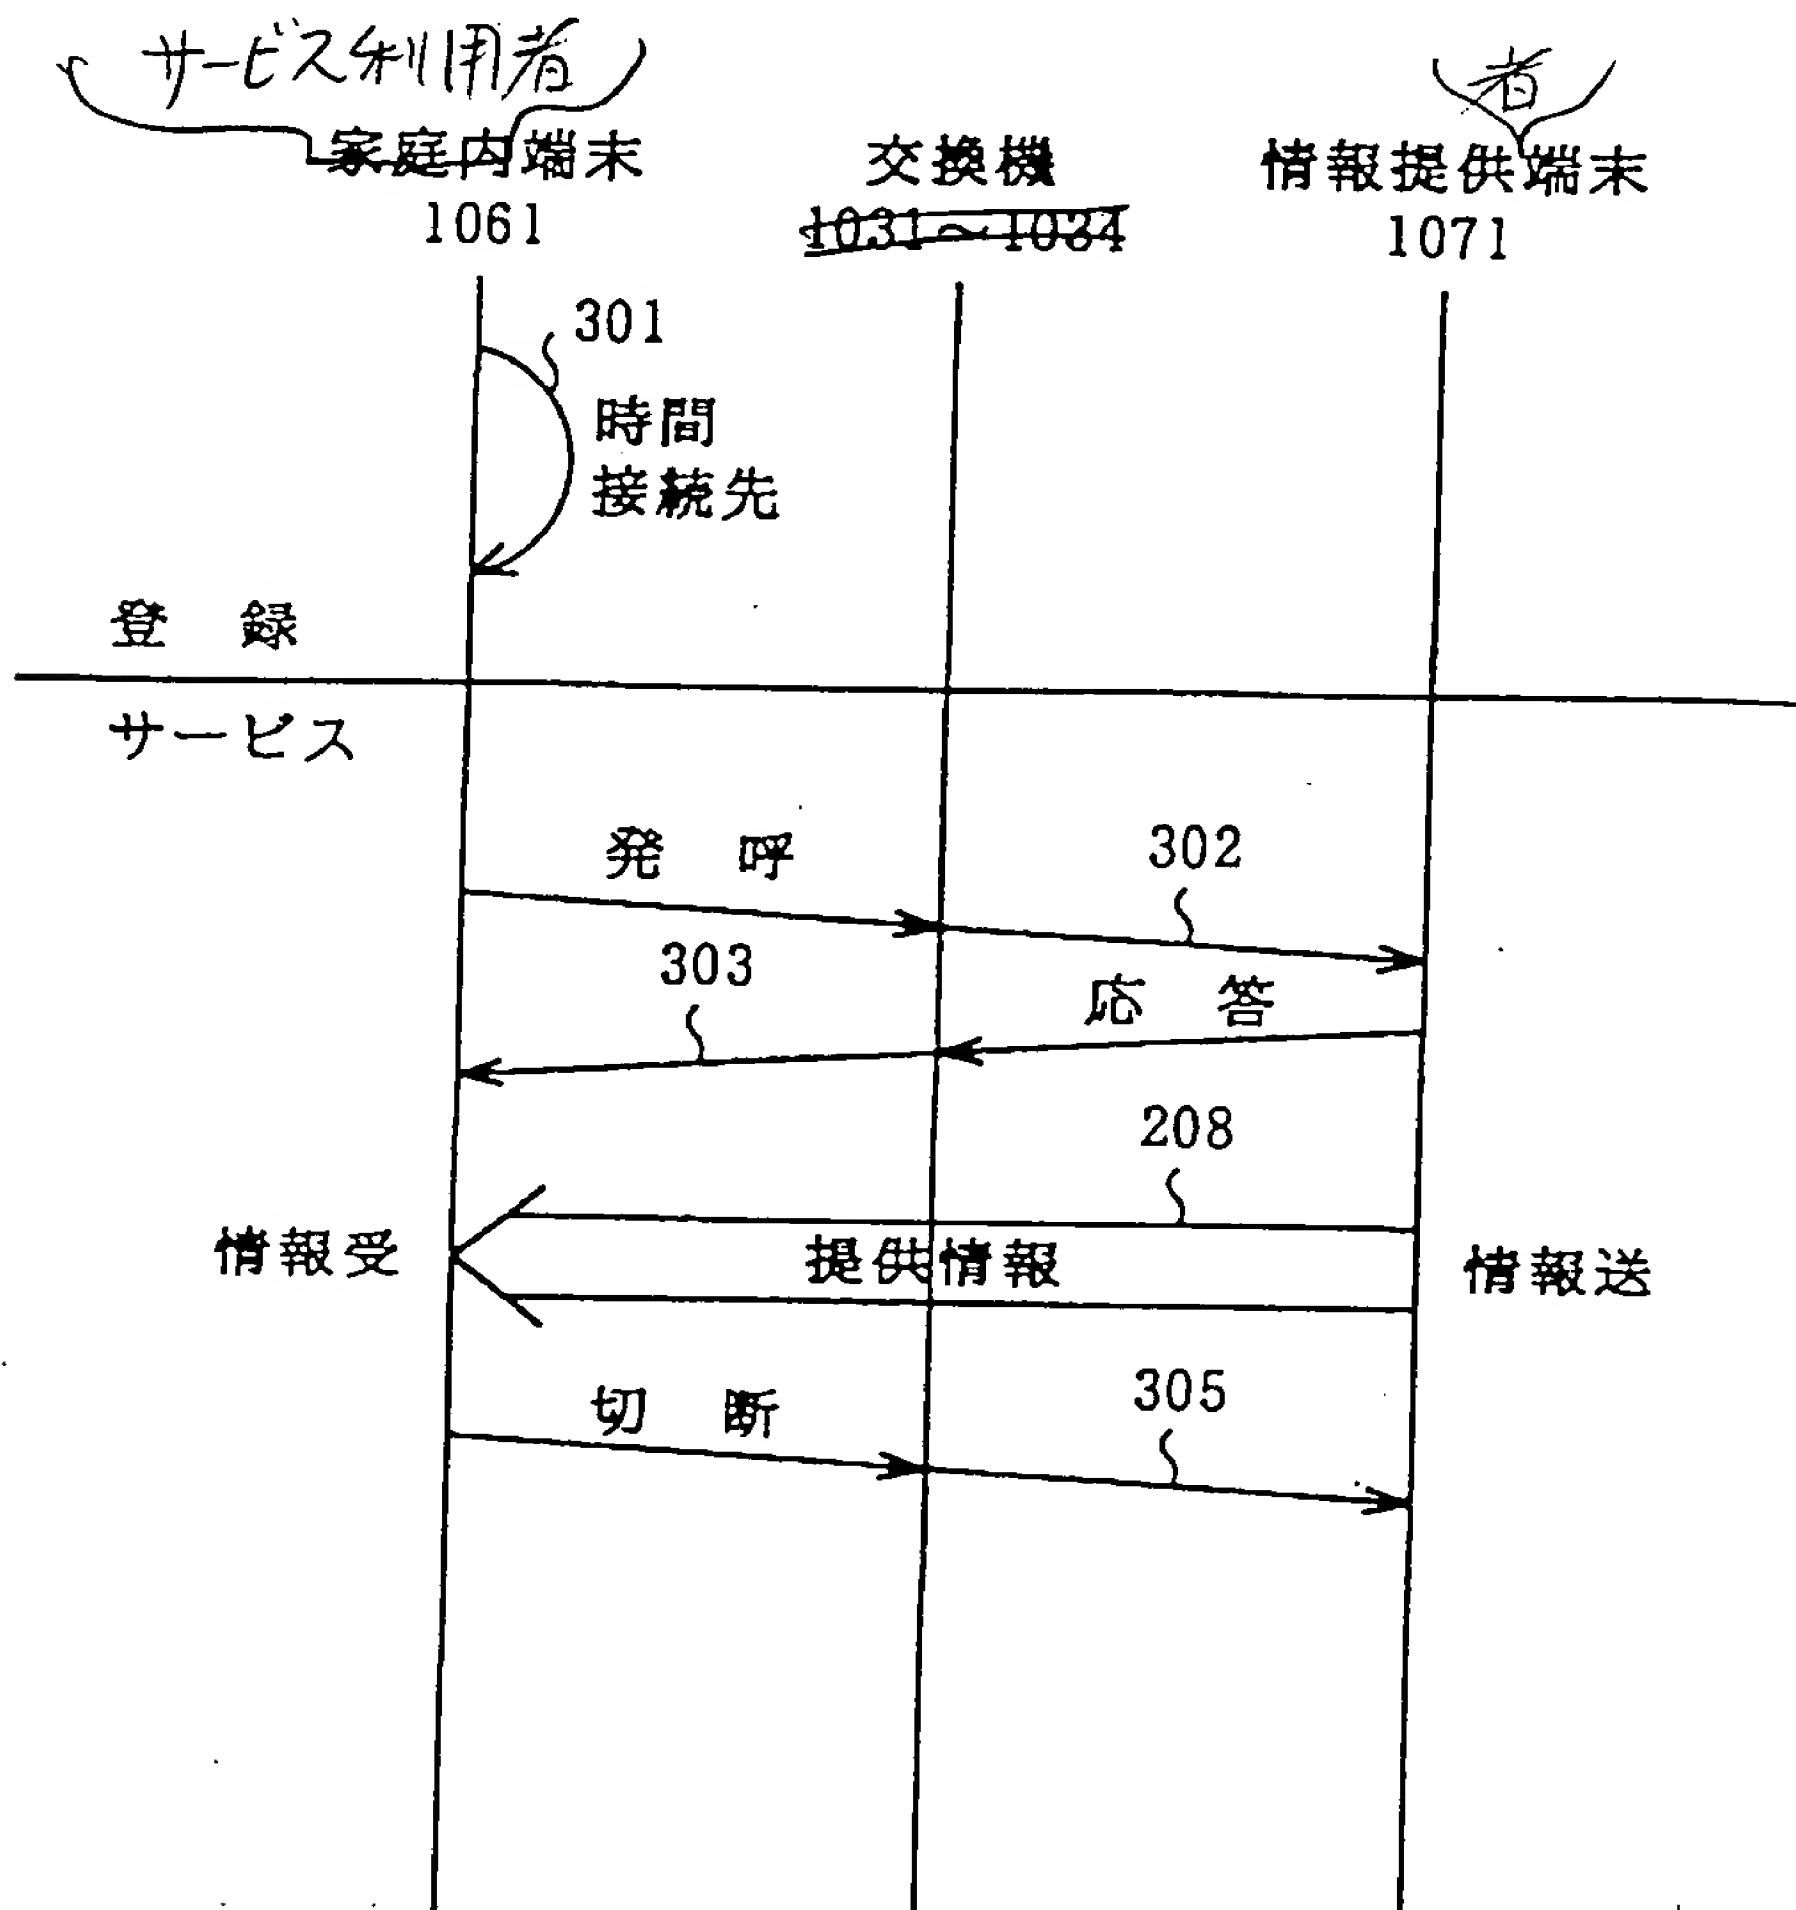 サービス利用者
者
家庭内端末
1061
交換機
1031～1034
情報提供端末
1071
301
時間
接続先
登 録
サービス
発 呼
302
303
応 答
208
情報受
提供情報
情報送
切 断
305